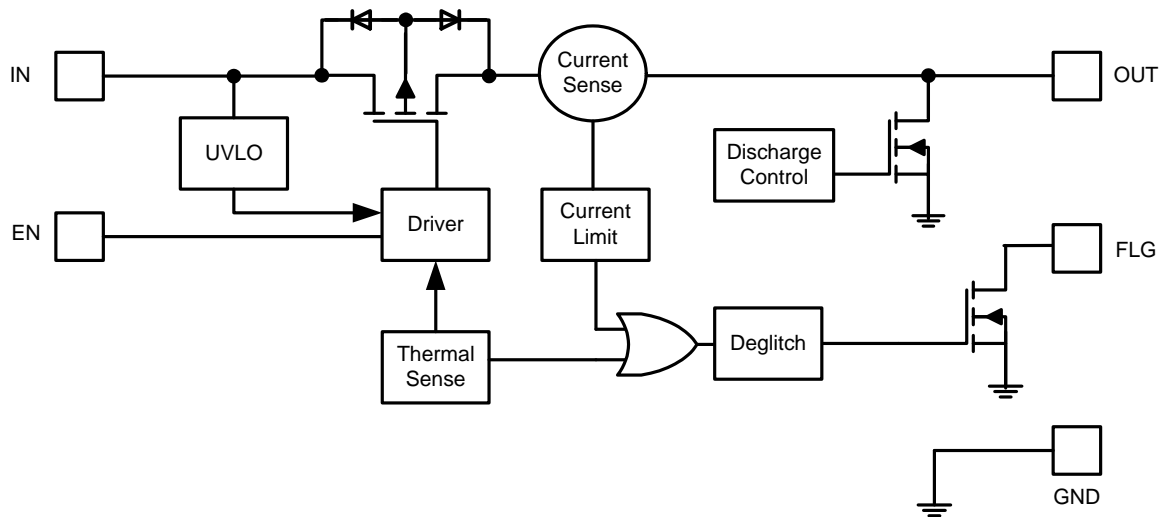 IN
Current
Sense
OUT
UVLO
Discharge
Control
EN
Driver
Current
Limit
FLG
Thermal
Sense
Deglitch
GND